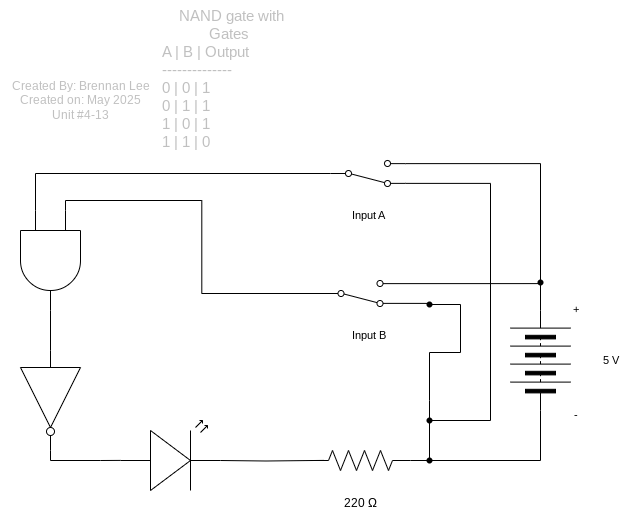 NAND gate with
Gates
A | B | Output
--------------
0 | 0 | 1
0 | 1 | 1
1 | 0 | 1
1 | 1 | 0
Created By: Brennan Lee
Created on: May 2025
Unit #4-13
Input A
Input B
+
5 V
-
220 Ω